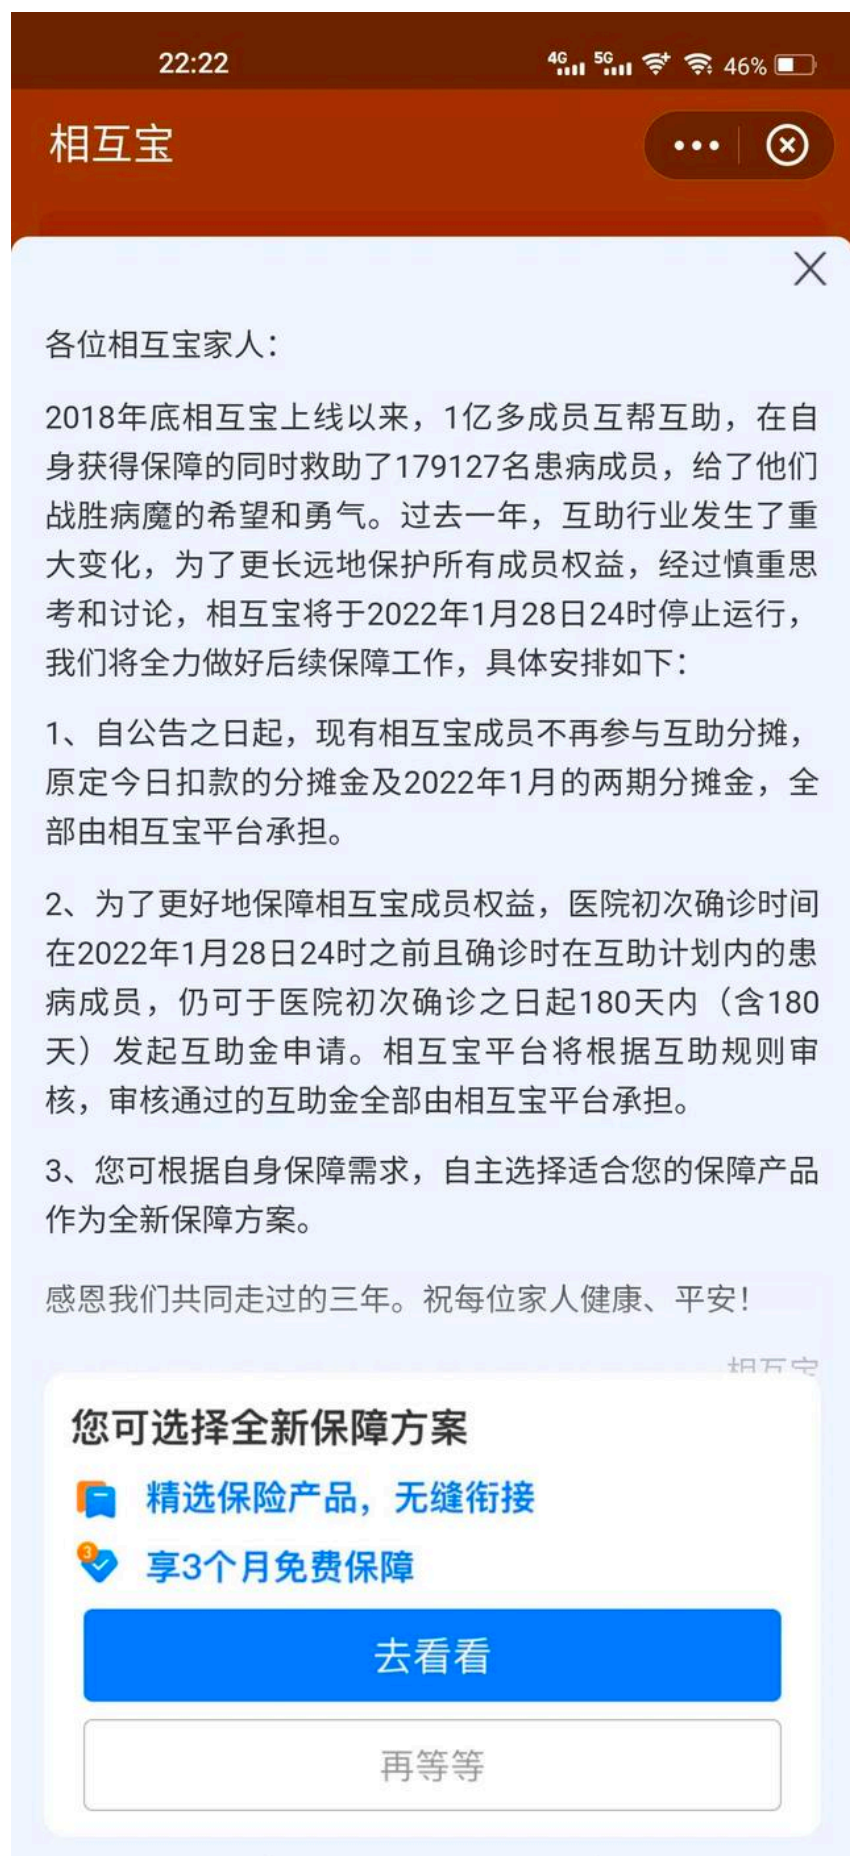 22:22
4G 5G 46%
相互宝
各位相互宝家人：
2018年底相互宝上线以来，1亿多成员互帮互助，在自
身获得保障的同时救助了179127名患病成员，给了他们
战胜病魔的希望和勇气。过去一年，互助行业发生了重
大变化，为了更长远地保护所有成员权益，经过慎重思
考和讨论，相互宝将于2022年1月28日24时停止运行，
我们将全力做好后续保障工作，具体安排如下：
1、自公告之日起，现有相互宝成员不再参与互助分摊，
原定今日扣款的分摊金及2022年1月的两期分摊金，全
部由相互宝平台承担。
2、为了更好地保障相互宝成员权益，医院初次确诊时间
在2022年1月28日24时之前且确诊时在互助计划内的患
病成员，仍可于医院初次确诊之日起180天内（含180
天）发起互助金申请。相互宝平台将根据互助规则审
核，审核通过的互助金全部由相互宝平台承担。
3、您可根据自身保障需求，自主选择适合您的保障产品
作为全新保障方案。
感恩我们共同走过的三年。祝每位家人健康、平安！
相互宝
您可选择全新保障方案
精选保险产品，无缝衔接
3
享3个月免费保障
去看看
再等等